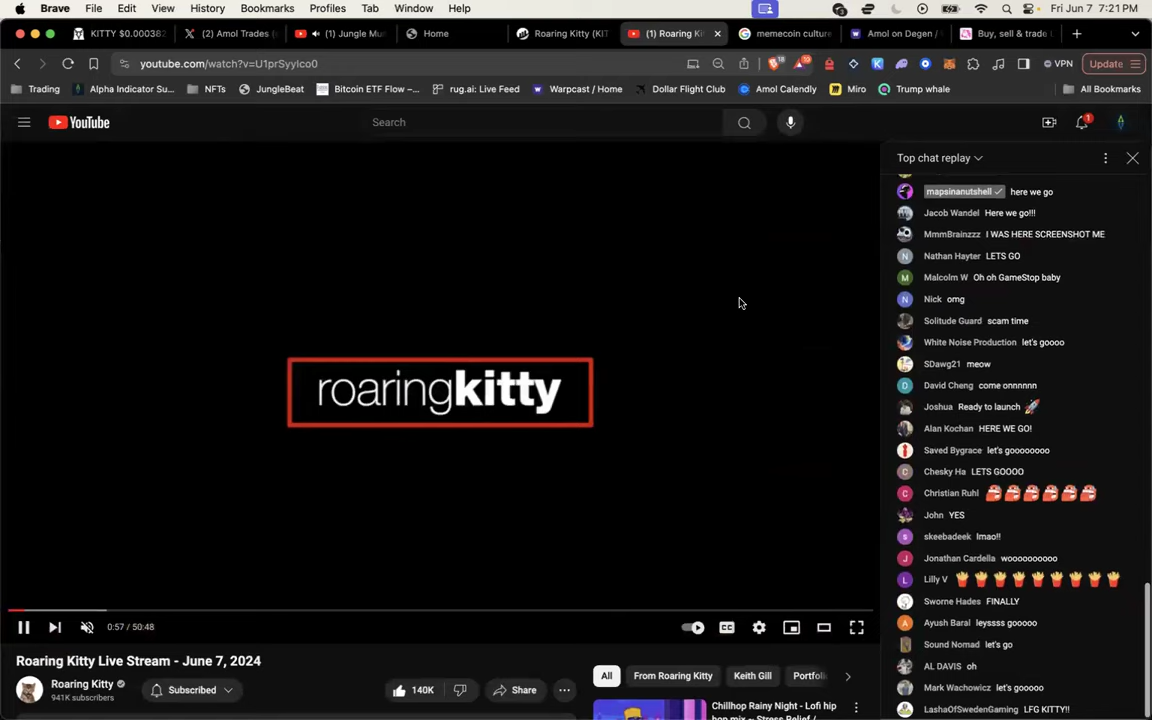 Brave File Edit View History Bookmarks Profiles Tab Window Help Fri Jun 7 7:21 PM
KITTY $0.000382 (2) Amol Trades (1) Jungle Mu Home Roaring Kitty (KIT (1) Roaring Ki memecoin culture Amol on Degen / Buy, sell & trade
youtube.com/watch?v=U1prSyyIco0 VPN Update
Trading Alpha Indicator Su... NFTs JungleBeat Bitcoin ETF Flow –... rug.ai: Live Feed Warpcast / Home Dollar Flight Club Amol Calendly Miro Trump whale All Bookmarks
YouTube Search
Top chat replay
mapsinanutshell here we go
Jacob Wandel Here we go!!!
MmmBrainzzz I WAS HERE SCREENSHOT ME
Nathan Hayter LETS GO
Malcolm W Oh oh GameStop baby
Nick omg
Solitude Guard scam time
White Noise Production let's goooo
SDawg21 meow
David Cheng come onnnnnn
Joshua Ready to launch 🚀
Alan Kochan HERE WE GO!
Saved Bygrace let's goooooooo
Chesky Ha LETS GOOOO
Christian Ruhl
John YES
skeebadeek lmao!!
Jonathan Cardella woooooooooo
Lilly V 🍟🍟🍟🍟🍟🍟🍟🍟🍟
Sworne Hades FINALLY
Ayush Baral leyssss gooooo
Sound Nomad let's go
AL DAVIS oh
Mark Wachowicz let's gooooo
LashaOfSwedenGaming LFG KITTY!!
roaringkitty
0:57 / 50:48
Roaring Kitty Live Stream - June 7, 2024
Roaring Kitty
941K subscribers
Subscribed
140K
Share
All From Roaring Kitty Keith Gill Portfoli
Chillhop Rainy Night - Lofi hip
hop mix ~ Stress Relief /